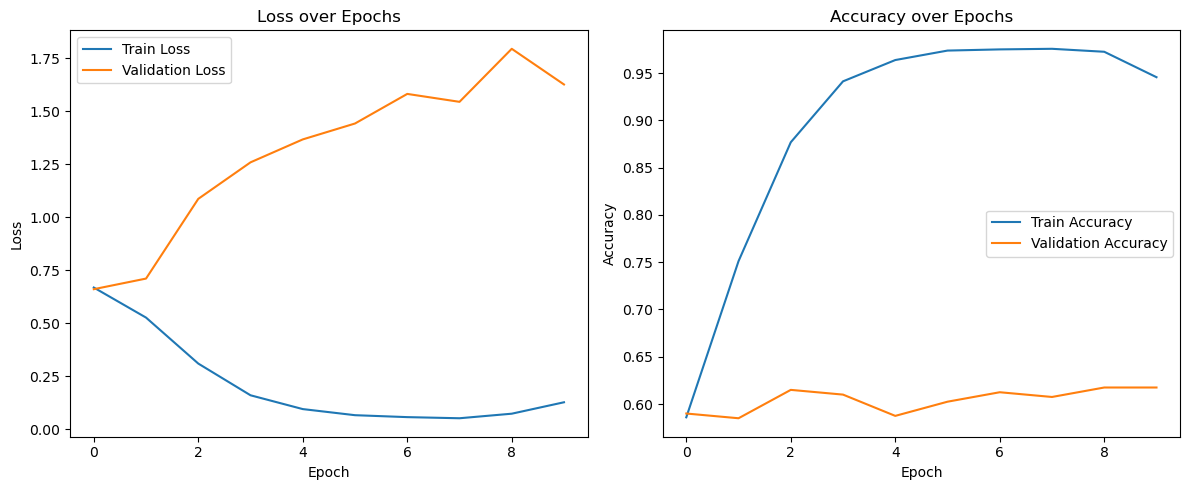 Loss over Epochs
Train Loss
Validation Loss
1.75
1.50
1.25
1.00
0.75
0.50
0.25
0.00
Loss
0 2 4 6 8
Epoch
Accuracy over Epochs
Train Accuracy
Validation Accuracy
0.95
0.90
0.85
0.80
0.75
0.70
0.65
0.60
Accuracy
0 2 4 6 8
Epoch